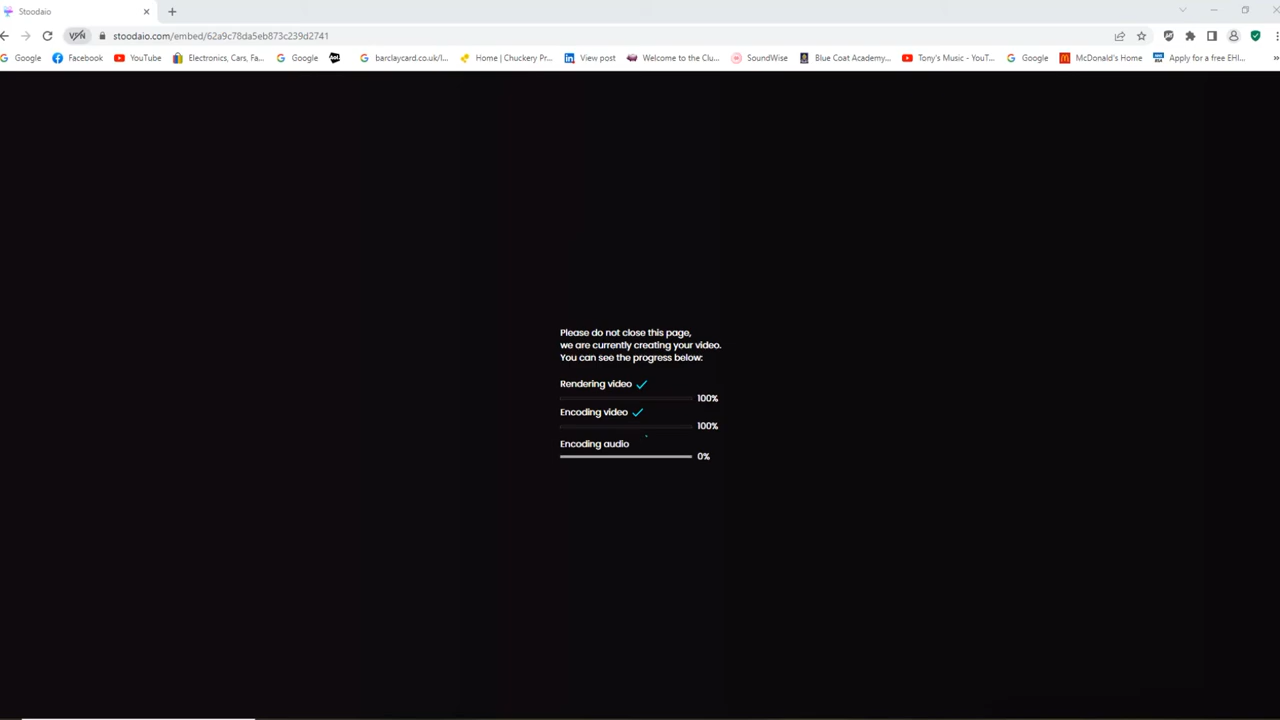 Stoodaio
VPN
stoodaio.com/embed/62a9c78da5eb873c239d2741
Google
Facebook
YouTube
Electronics, Cars, Fa...
Google
Aol.
barclaycard.co.uk/l...
Home | Chuckery Pr...
View post
Welcome to the Clu...
SoundWise
Blue Coat Academy...
Tony's Music - YouT...
Google
McDonald's Home
Apply for a free EHI...
Please do not close this page,
we are currently creating your video.
You can see the progress below:
Rendering video
100%
Encoding video
100%
Encoding audio
0%